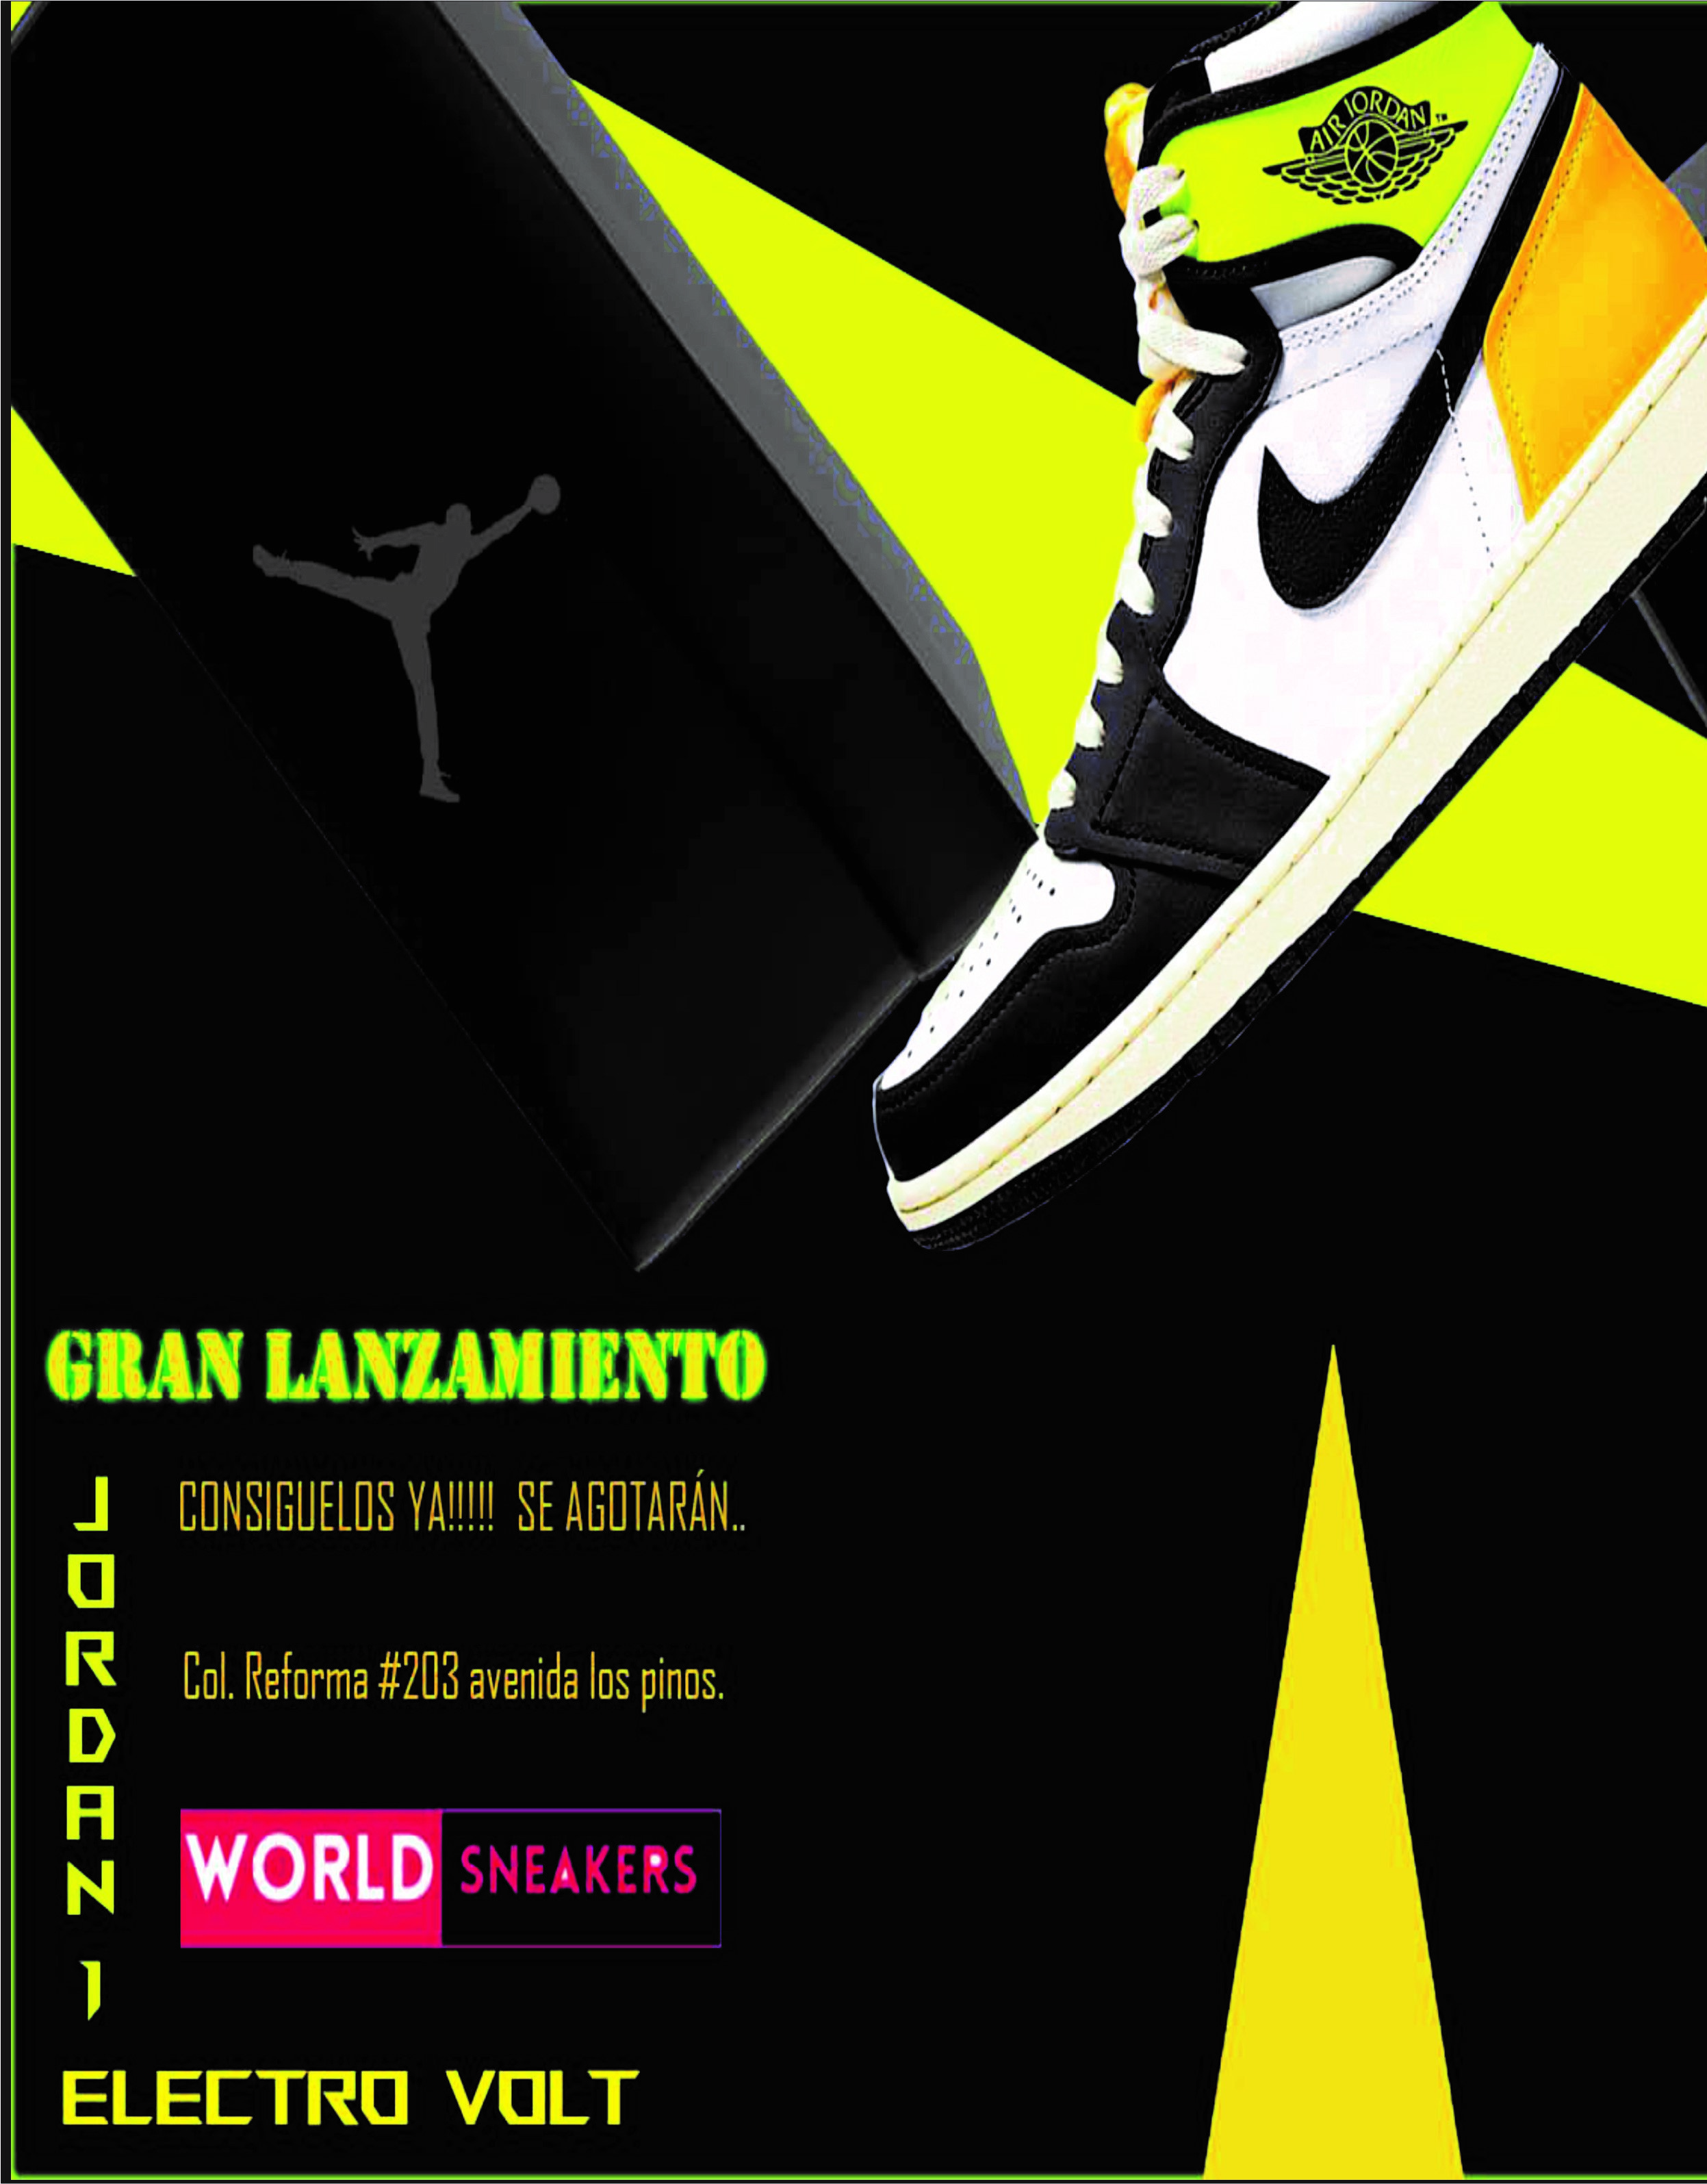 AIR JORDAN™
GRAN LANZAMIENTO
JORDAN 1
CONSIGUELOS YA!!!!! SE AGOTARÁN..
Col. Reforma #203 avenida los pinos.
WORLD SNEAKERS
ELECTRO VOLT